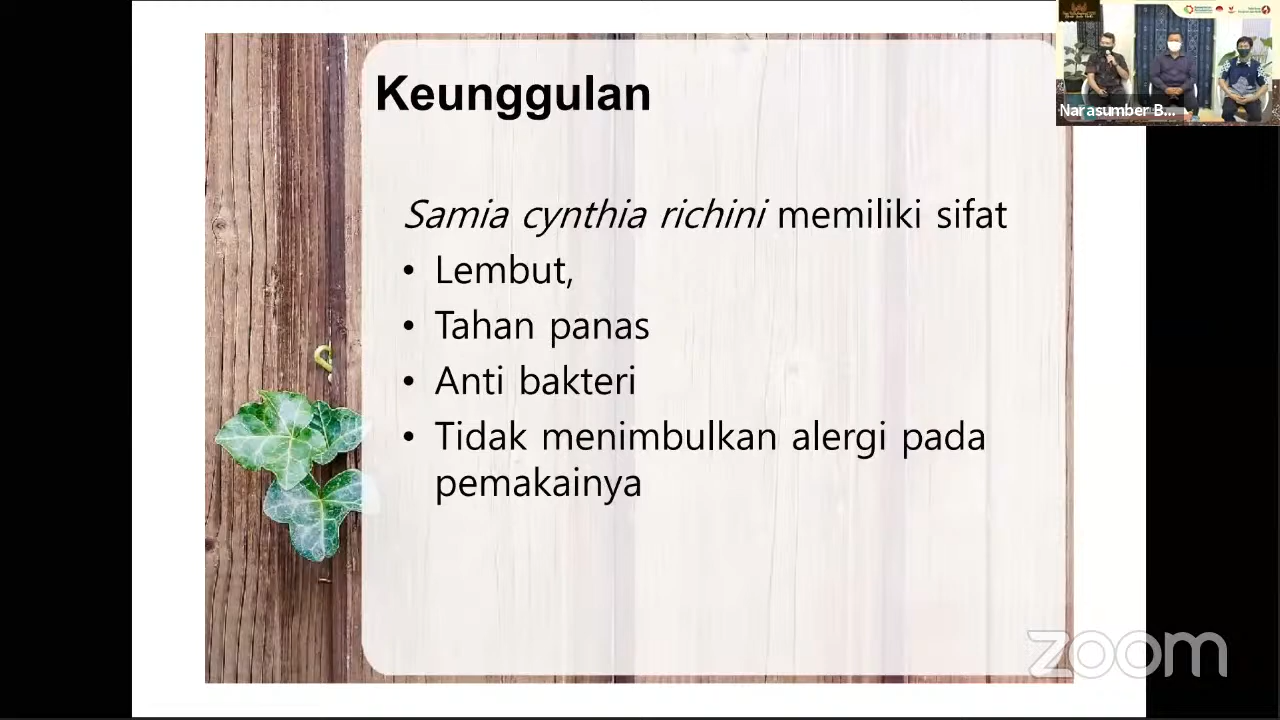 Keunggulan
Samia cynthia richini memiliki sifat
• Lembut,
• Tahan panas
• Anti bakteri
• Tidak menimbulkan alergi pada
pemakainya
Narasumber B...
zoom